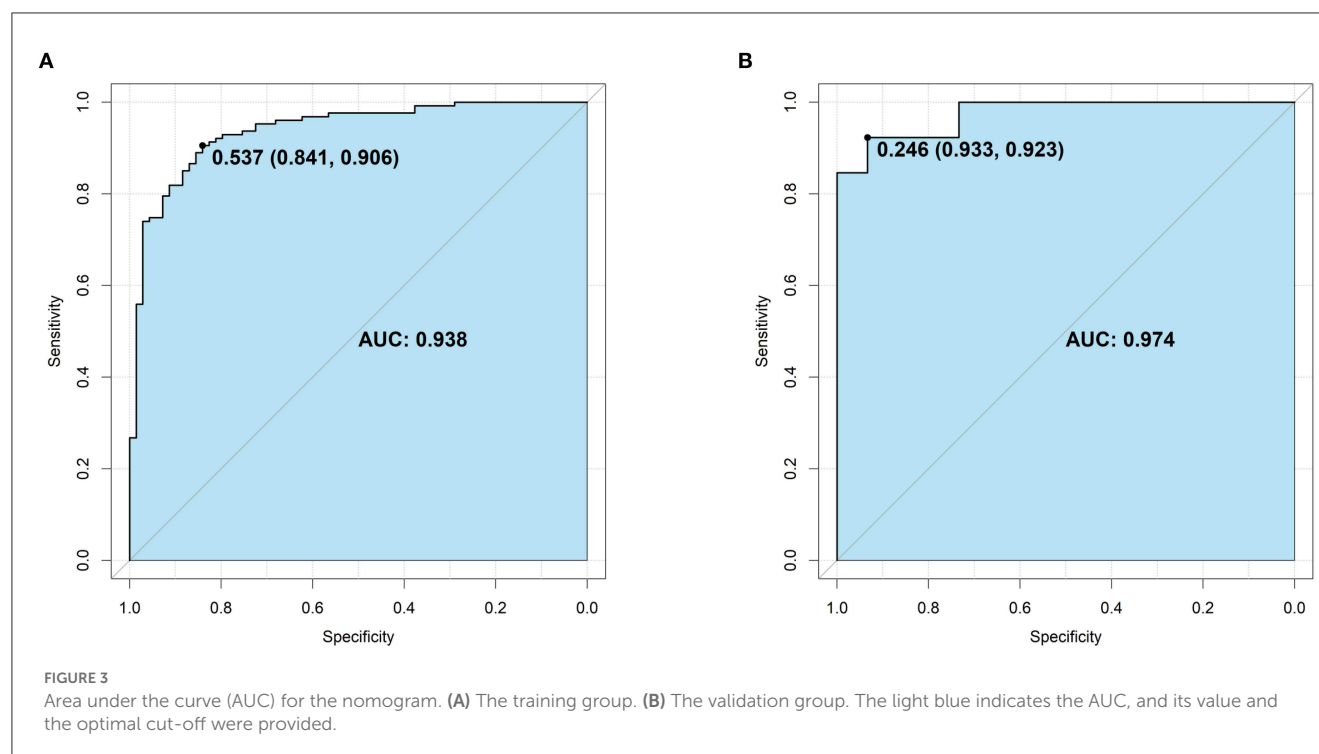 A
B
1.0
0.8
0.6
0.4
0.2
0.0
Sensitivity
0.537 (0.841, 0.906)
AUC: 0.938
1.0 0.8 0.6 0.4 0.2 0.0
Specificity
1.0
0.8
0.6
0.4
0.2
0.0
Sensitivity
0.246 (0.933, 0.923)
AUC: 0.974
1.0 0.8 0.6 0.4 0.2 0.0
Specificity
FIGURE 3
Area under the curve (AUC) for the nomogram. (A) The training group. (B) The validation group. The light blue indicates the AUC, and its value and
the optimal cut-off were provided.